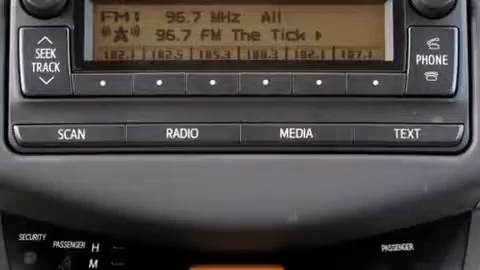 FM1 96.7 MHz All
96.7 FM The Tick
102.1 102.5 105.3 100.3 102.1 107.1
SEEK
TRACK
PHONE
SCAN RADIO MEDIA TEXT
SECURITY PASSENGER H PASSENGER
M